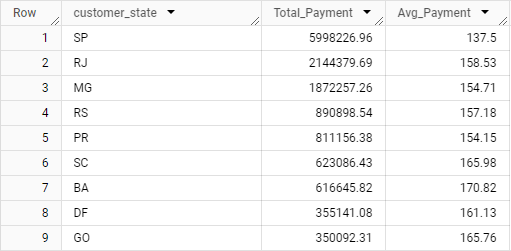 Row customer_state Total_Payment Avg_Payment
1 SP 5998226.96 137.5
2 RJ 2144379.69 158.53
3 MG 1872257.26 154.71
4 RS 890898.54 157.18
5 PR 811156.38 154.15
6 SC 623086.43 165.98
7 BA 616645.82 170.82
8 DF 355141.08 161.13
9 GO 350092.31 165.76